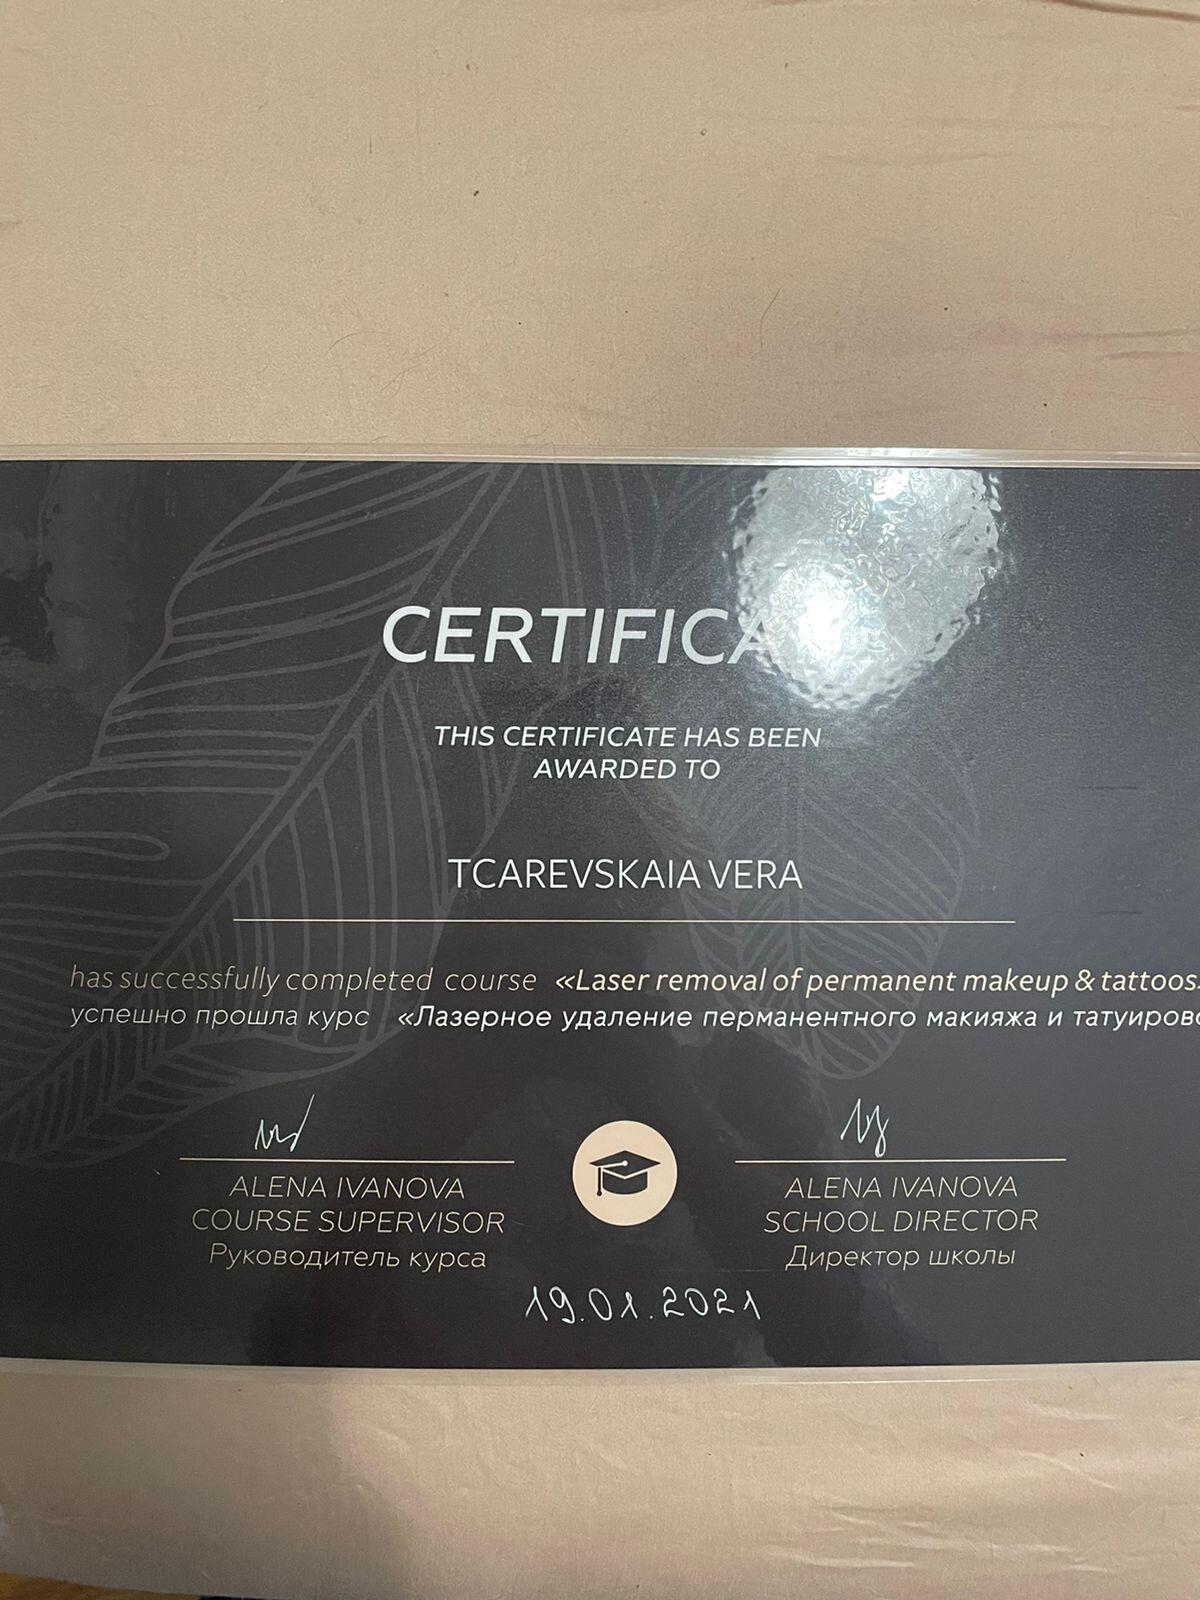 THIS CERTIFICATE HAS BEEN
AWARDED TO
TCAREVSKAIA VERA
has successfully completed course «Laser removal of permanent makeup & tattoos»
успешно прошла курс «Лазерное удаление перманентного макияжа и
ALENA IVANOVA
COURSE SUPERVISOR
Руководитель курса
ALENA IVANOVA
SCHOOL DIRECTOR
Директор школы
19.01.2021